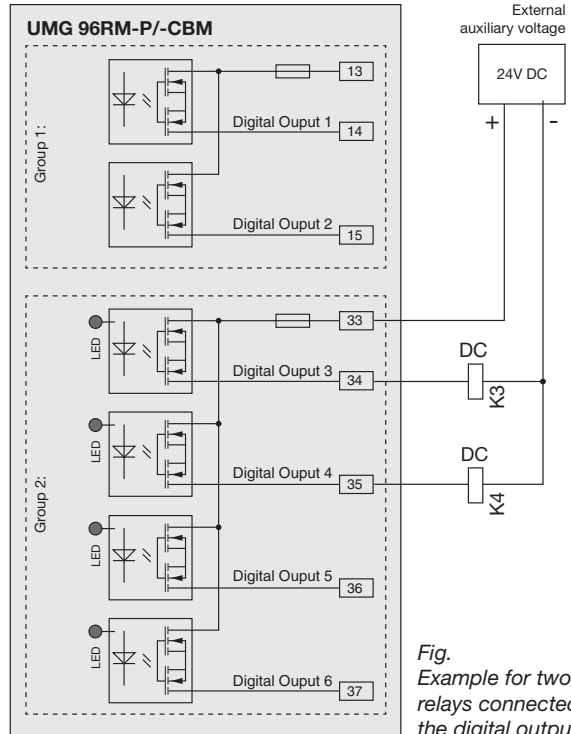 External
auxiliary voltage
UMG 96RM-P/-CBM
24V DC
+ -
Group 1:
13
Digital Ouput 1
14
Digital Ouput 2
15
Group 2:
LED
33
Digital Ouput 3
34
DC
K3
LED
Digital Ouput 4
35
DC
K4
LED
Digital Ouput 5
36
LED
Digital Ouput 6
37
Fig.
Example for two
relays connected
the digital outpu